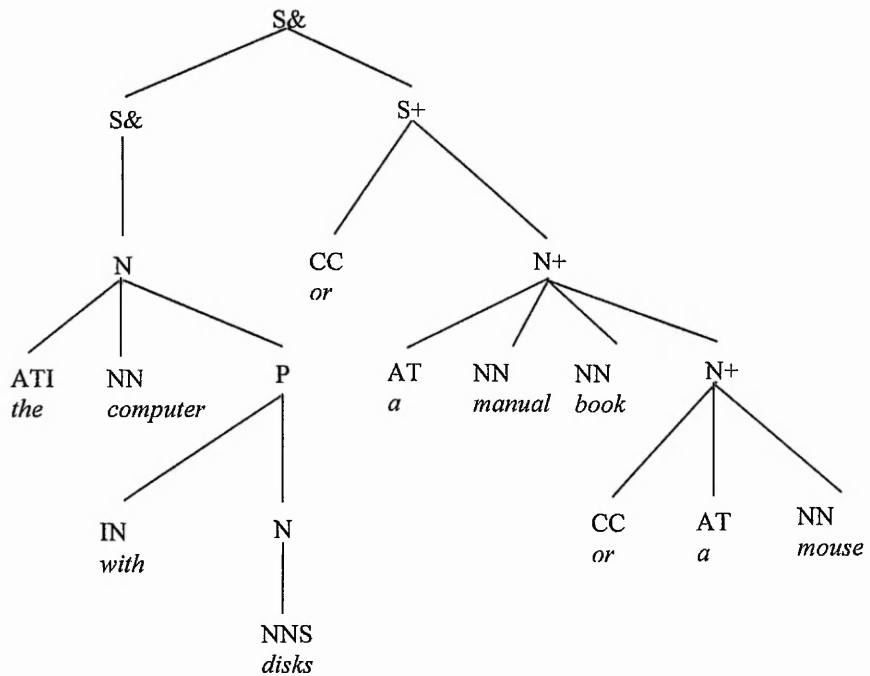 S&
S& S+
N CC N+
or
ATI NN P AT NN NN N+
the computer a manual book
IN N CC AT NN
with or a mouse
NNS
disks